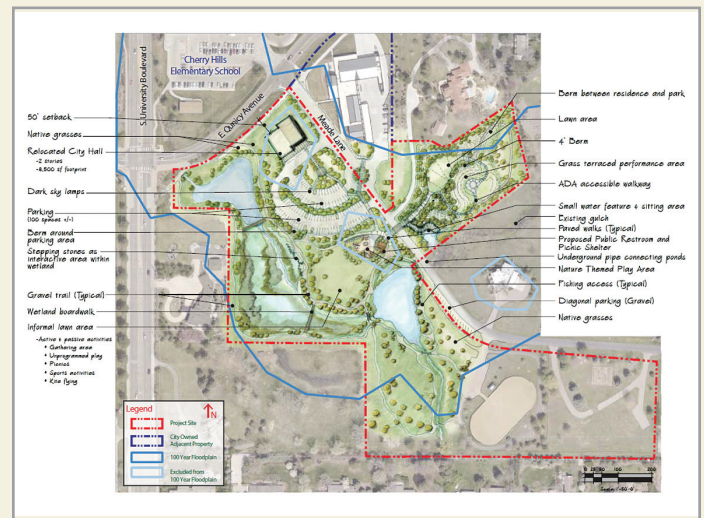 Cherry Hills
Elementary School
S. University Boulevard
E. Quincy Avenue
Meade Lane
50' setback
Native grasses
Relocated City Hall
-2 stories
-8,500 sf footprint
Dark sky lamps
Parking
(100 spaces +/-)
Berm around
parking area
Stepping stones as
interactive area within
wetland
Gravel trail (Typical)
Wetland boardwalk
Informal lawn area
-Active & passive activities
• Gathering area
• Unprogrammed play
• Picnics
• Sports activities
• Kite flying
Berm between residence and park
Lawn area
4' Berm
Grass terraced performance area
ADA accessible walkway
Small water feature & sitting area
Existing gulch
Paved walks (Typical)
Proposed Public Restroom and
Picnic Shelter
Underground pipe connecting ponds
Nature Themed Play Area
Fishing access (Typical)
Diagonal parking (Gravel)
Native grasses
Legend
N
Project Site
City Owned
Adjacent Property
100 Year Floodplain
Excluded from
100 Year Floodplain
0 25 50 100 200